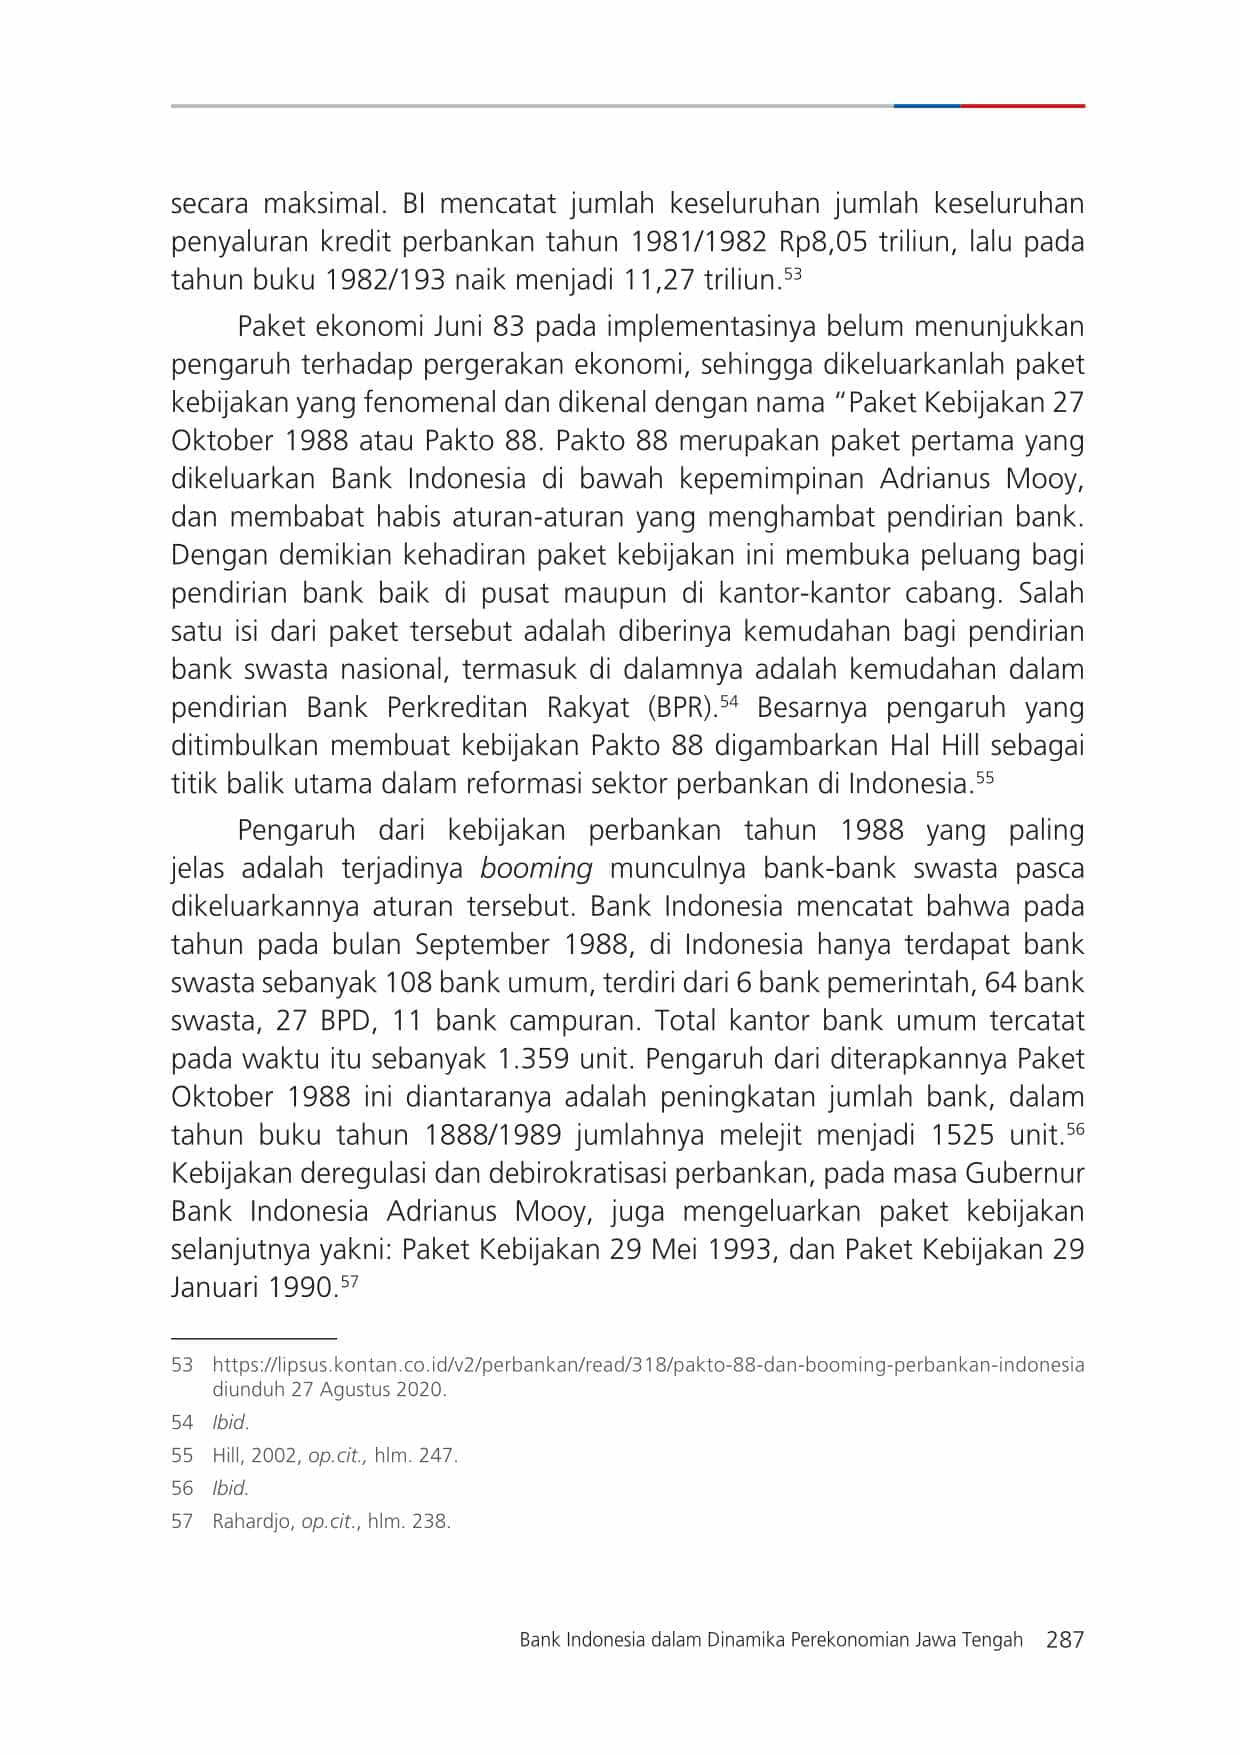 secara maksimal. BI mencatat jumlah keseluruhan jumlah keseluruhan
penyaluran kredit perbankan tahun 1981/1982 Rp8,05 triliun, lalu pada
tahun buku 1982/193 naik menjadi 11,27 triliun.53
Paket ekonomi Juni 83 pada implementasinya belum menunjukkan
pengaruh terhadap pergerakan ekonomi, sehingga dikeluarkanlah paket
kebijakan yang fenomenal dan dikenal dengan nama “Paket Kebijakan 27
Oktober 1988 atau Pakto 88. Pakto 88 merupakan paket pertama yang
dikeluarkan Bank Indonesia di bawah kepemimpinan Adrianus Mooy,
dan membabat habis aturan-aturan yang menghambat pendirian bank.
Dengan demikian kehadiran paket kebijakan ini membuka peluang bagi
pendirian bank baik di pusat maupun di kantor-kantor cabang. Salah
satu isi dari paket tersebut adalah diberinya kemudahan bagi pendirian
bank swasta nasional, termasuk di dalamnya adalah kemudahan dalam
pendirian Bank Perkreditan Rakyat (BPR).54 Besarnya pengaruh yang
ditimbulkan membuat kebijakan Pakto 88 digambarkan Hal Hill sebagai
titik balik utama dalam reformasi sektor perbankan di Indonesia.55
Pengaruh dari kebijakan perbankan tahun 1988 yang paling
jelas adalah terjadinya booming munculnya bank-bank swasta pasca
dikeluarkannya aturan tersebut. Bank Indonesia mencatat bahwa pada
tahun pada bulan September 1988, di Indonesia hanya terdapat bank
swasta sebanyak 108 bank umum, terdiri dari 6 bank pemerintah, 64 bank
swasta, 27 BPD, 11 bank campuran. Total kantor bank umum tercatat
pada waktu itu sebanyak 1.359 unit. Pengaruh dari diterapkannya Paket
Oktober 1988 ini diantaranya adalah peningkatan jumlah bank, dalam
tahun buku tahun 1888/1989 jumlahnya melejit menjadi 1525 unit.56
Kebijakan deregulasi dan debirokratisasi perbankan, pada masa Gubernur
Bank Indonesia Adrianus Mooy, juga mengeluarkan paket kebijakan
selanjutnya yakni: Paket Kebijakan 29 Mei 1993, dan Paket Kebijakan 29
Januari 1990.57
53 https://lipsus.kontan.co.id/v2/perbankan/read/318/pakto-88-dan-booming-perbankan-indonesia
diunduh 27 Agustus 2020.
54 Ibid.
55 Hill, 2002, op.cit., hlm. 247.
56 Ibid.
57 Rahardjo, op.cit., hlm. 238.
Bank Indonesia dalam Dinamika Perekonomian Jawa Tengah 287